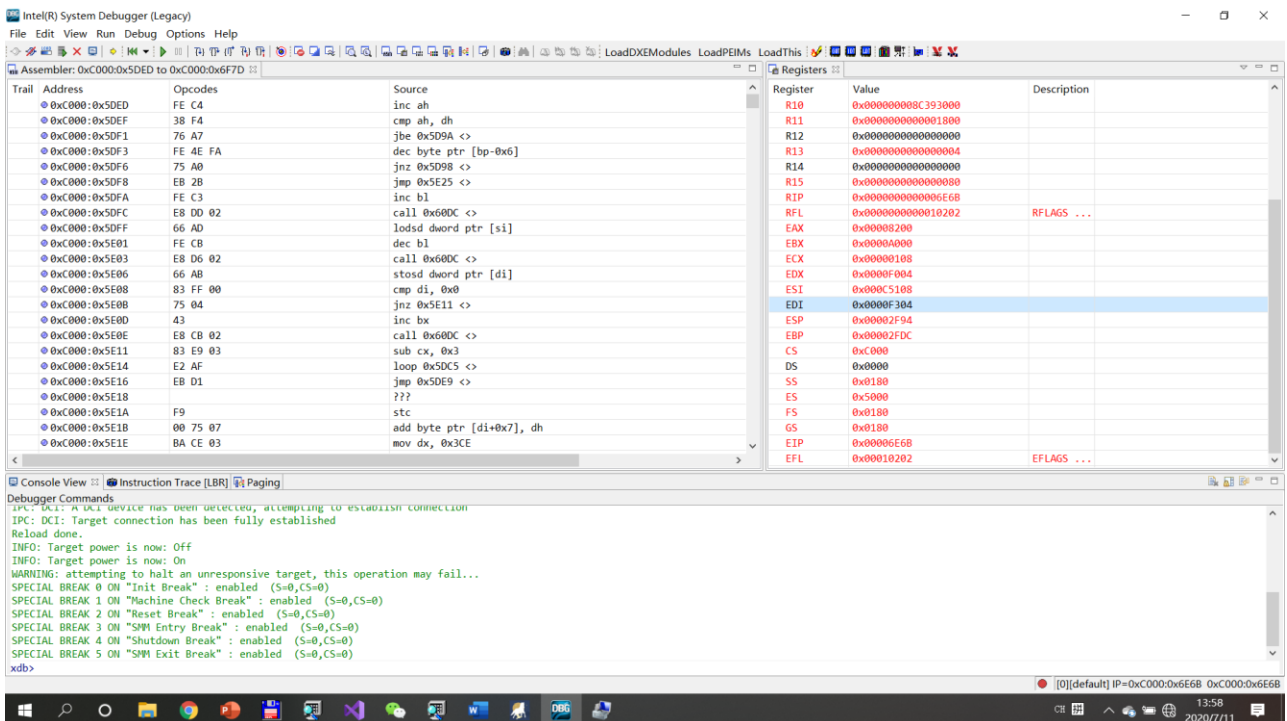 Intel(R) System Debugger (Legacy)
File Edit View Run Debug Options Help
LoadDXEModules LoadPEIMs LoadThis
Assembler: 0xC000:0x5DED to 0xC000:0x6F7D
Trail Address Opcodes Source
0xC000:0x5DED FE C4 inc ah
0xC000:0x5DEF 38 F4 cmp ah, dh
0xC000:0x5DF1 76 A7 jbe 0x5D9A <>
0xC000:0x5DF3 FE 4E FA dec byte ptr [bp-0x6]
0xC000:0x5DF6 75 A0 jnz 0x5D98 <>
0xC000:0x5DF8 EB 2B jmp 0x5E25 <>
0xC000:0x5DFA FE C3 inc bl
0xC000:0x5DFC E8 DD 02 call 0x60DC <>
0xC000:0x5DFF 66 AD lodsd dword ptr [si]
0xC000:0x5E01 FE CB dec bl
0xC000:0x5E03 E8 D6 02 call 0x60DC <>
0xC000:0x5E06 66 AB stosd dword ptr [di]
0xC000:0x5E08 83 FF 00 cmp di, 0x0
0xC000:0x5E0B 75 04 jnz 0x5E11 <>
0xC000:0x5E0D 43 inc bx
0xC000:0x5E0E E8 CB 02 call 0x60DC <>
0xC000:0x5E11 83 E9 03 sub cx, 0x3
0xC000:0x5E14 E2 AF loop 0x5DC5 <>
0xC000:0x5E16 EB D1 jmp 0x5DE9 <>
0xC000:0x5E18 ???
0xC000:0x5E1A F9 stc
0xC000:0x5E1B 00 75 07 add byte ptr [di+0x7], dh
0xC000:0x5E1E BA CE 03 mov dx, 0x3CE
Registers
Register Value Description
R10 0x000000008C393000
R11 0x0000000000001800
R12 0x0000000000000000
R13 0x0000000000000004
R14 0x0000000000000000
R15 0x0000000000000080
RIP 0x0000000000006E6B
RFL 0x0000000000010202 RFLAGS ...
EAX 0x00008200
EBX 0x0000A000
ECX 0x00000108
EDX 0x0000F004
ESI 0x000C5108
EDI 0x0000F304
ESP 0x00002F94
EBP 0x00002FDC
CS 0xC000
DS 0x0000
SS 0x0180
ES 0x5000
FS 0x0180
GS 0x0180
EIP 0x00006E6B
EFL 0x00010202 EFLAGS ...
Console View Instruction Trace [LBR] Paging
Debugger Commands
IPC: DCI: A DCI device has been detected, attempting to establish connection
IPC: DCI: Target connection has been fully established
Reload done.
INFO: Target power is now: Off
INFO: Target power is now: On
WARNING: attempting to halt an unresponsive target, this operation may fail...
SPECIAL BREAK 0 ON "Init Break" : enabled (S=0,CS=0)
SPECIAL BREAK 1 ON "Machine Check Break" : enabled (S=0,CS=0)
SPECIAL BREAK 2 ON "Reset Break" : enabled (S=0,CS=0)
SPECIAL BREAK 3 ON "SMM Entry Break" : enabled (S=0,CS=0)
SPECIAL BREAK 4 ON "Shutdown Break" : enabled (S=0,CS=0)
SPECIAL BREAK 5 ON "SMM Exit Break" : enabled (S=0,CS=0)
xdb>
[0][default] IP=0xC000:0x6E6B 0xC000:0x6E6B
DBG
13:58
2020/7/11